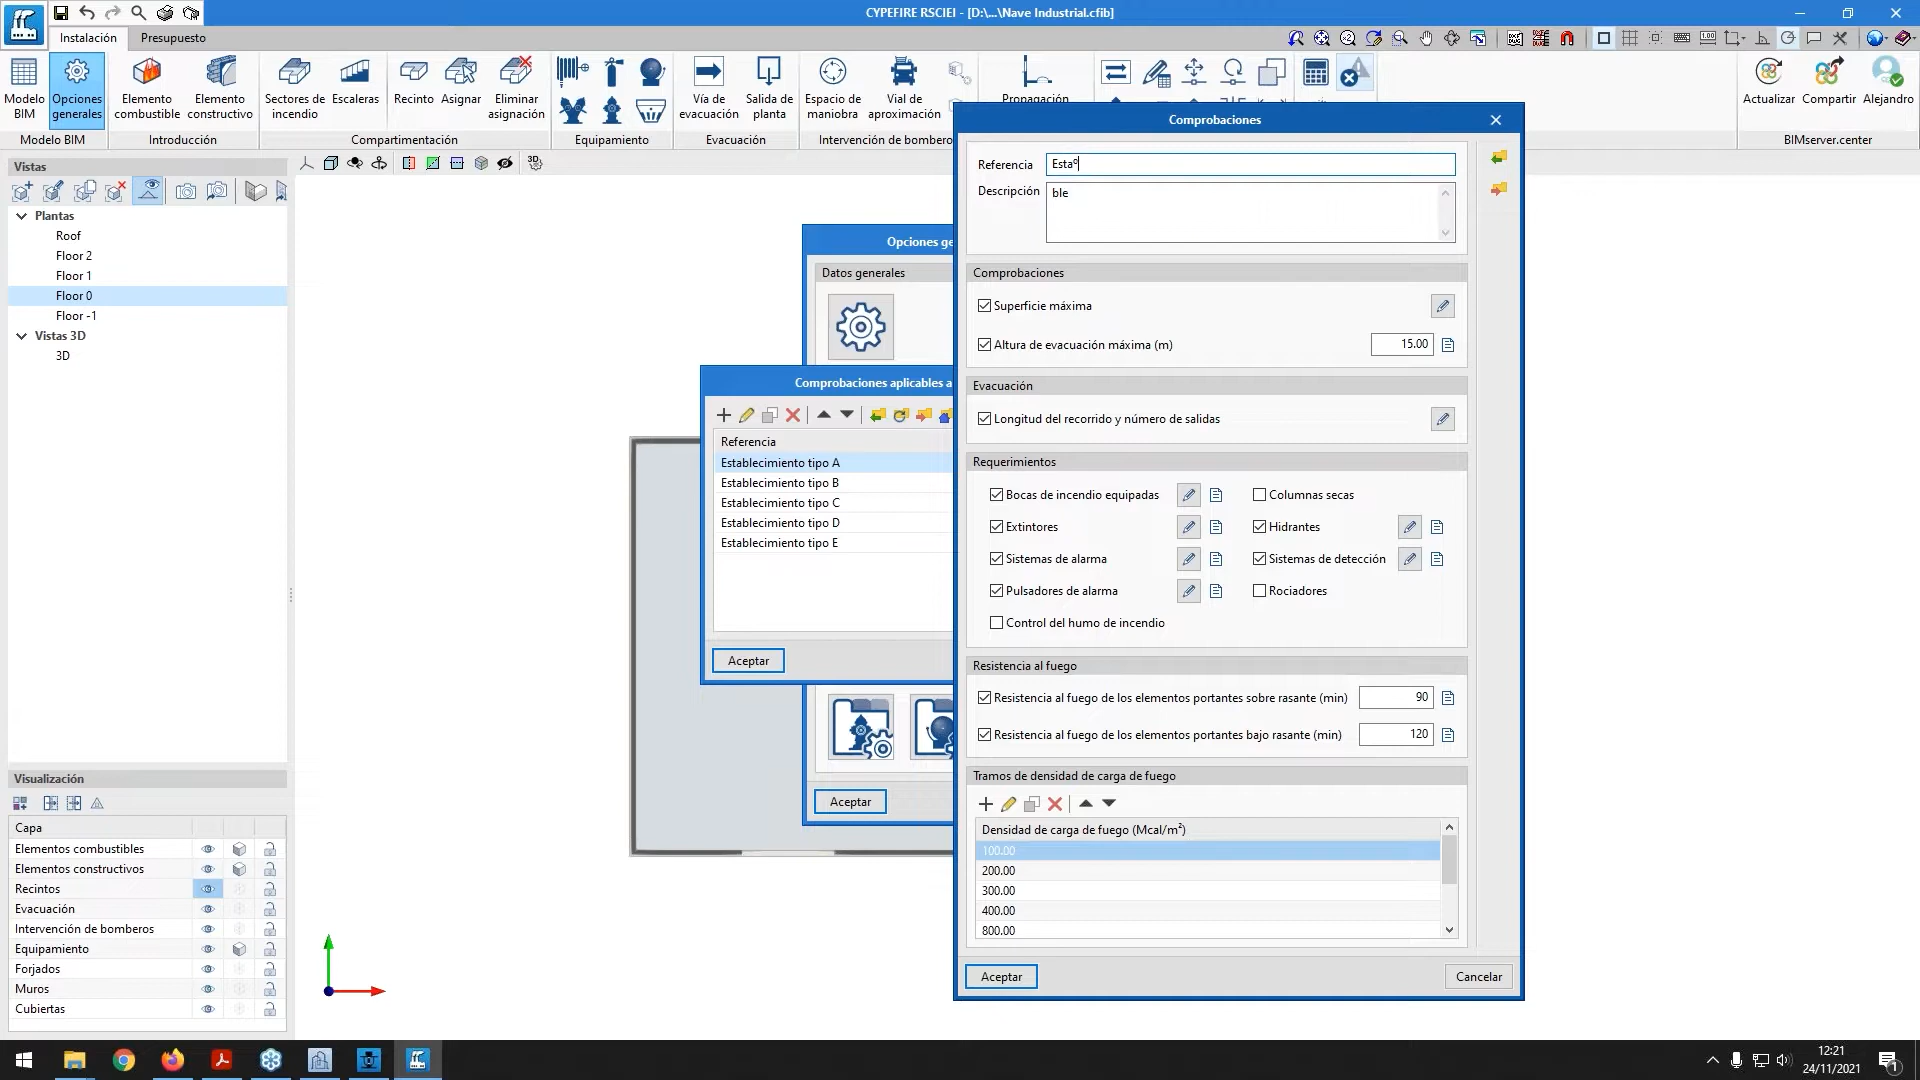 CYPEFIRE RSCIEI - [D:\...\Nave Industrial.cfib]
Instalación
Presupuesto
Modelo BIM
Opciones generales
Elemento combustible
Elemento constructivo
Sectores de incendio
Escaleras
Recinto
Asignar
Eliminar asignación
Vía de evacuación
Salida de planta
Espacio de maniobra
Vial de aproximación
Propagación
Actualizar
Compartir
Alejandro
Modelo BIM
Introducción
Compartimentación
Equipamiento
Evacuación
Intervención de bombero
BIMserver.center
Vistas
Plantas
Roof
Floor 2
Floor 1
Floor 0
Floor -1
Vistas 3D
3D
Visualización
Capa
Elementos combustibles
Elementos constructivos
Recintos
Evacuación
Intervención de bomberos
Equipamiento
Forjados
Muros
Cubiertas
Opciones ge
Datos generales
Aceptar
Comprobaciones aplicables a
Referencia
Establecimiento tipo A
Establecimiento tipo B
Establecimiento tipo C
Establecimiento tipo D
Establecimiento tipo E
Aceptar
Comprobaciones
Referencia
Estaº
Descripción
ble
Comprobaciones
Superficie máxima
Altura de evacuación máxima (m)
15.00
Evacuación
Longitud del recorrido y número de salidas
Requerimientos
Bocas de incendio equipadas
Columnas secas
Extintores
Hidrantes
Sistemas de alarma
Sistemas de detección
Pulsadores de alarma
Rociadores
Control del humo de incendio
Resistencia al fuego
Resistencia al fuego de los elementos portantes sobre rasante (min)
90
Resistencia al fuego de los elementos portantes bajo rasante (min)
120
Tramos de densidad de carga de fuego
Densidad de carga de fuego (Mcal/m²)
100.00
200.00
300.00
400.00
800.00
Aceptar
Cancelar
12:21
24/11/2021